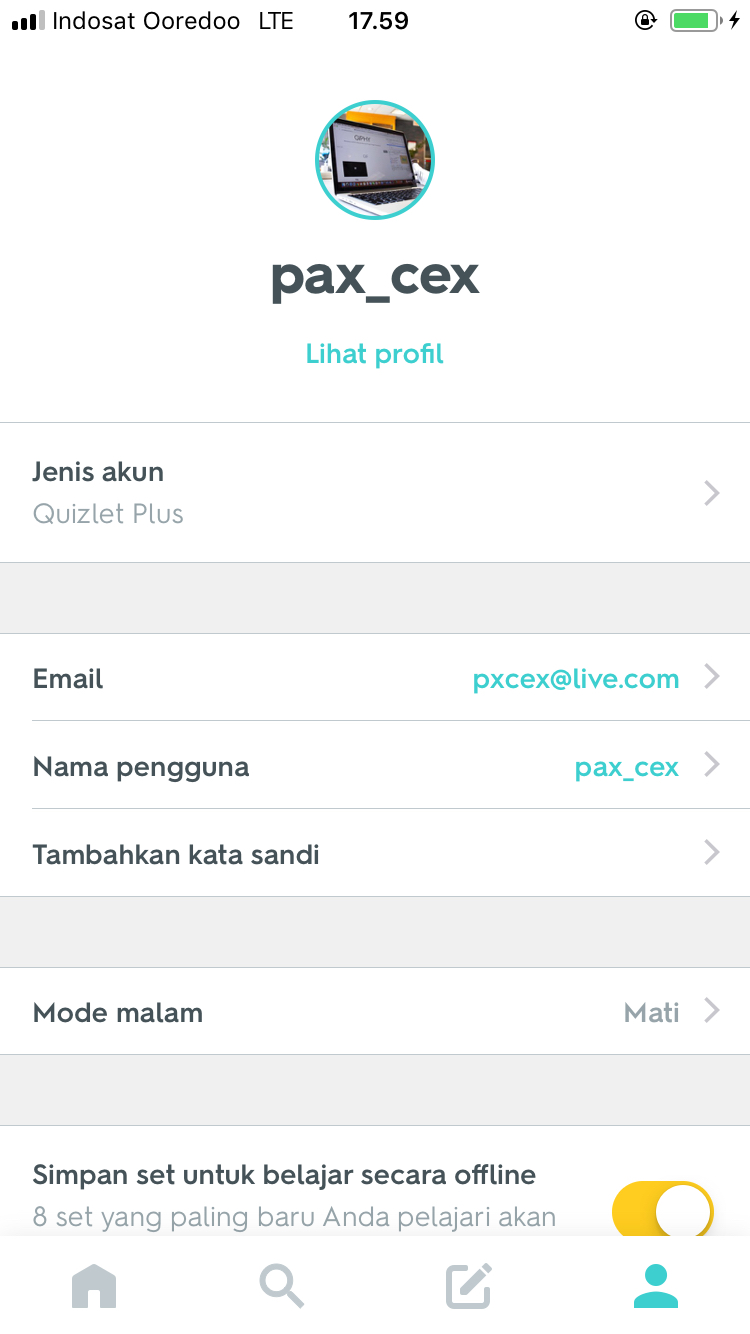 Indosat Ooredoo LTE 17.59
pax_cex
Lihat profil
Jenis akun
Quizlet Plus
Email pxcex@live.com
Nama pengguna pax_cex
Tambahkan kata sandi
Mode malam Mati
Simpan set untuk belajar secara offline
8 set yang paling baru Anda pelajari akan